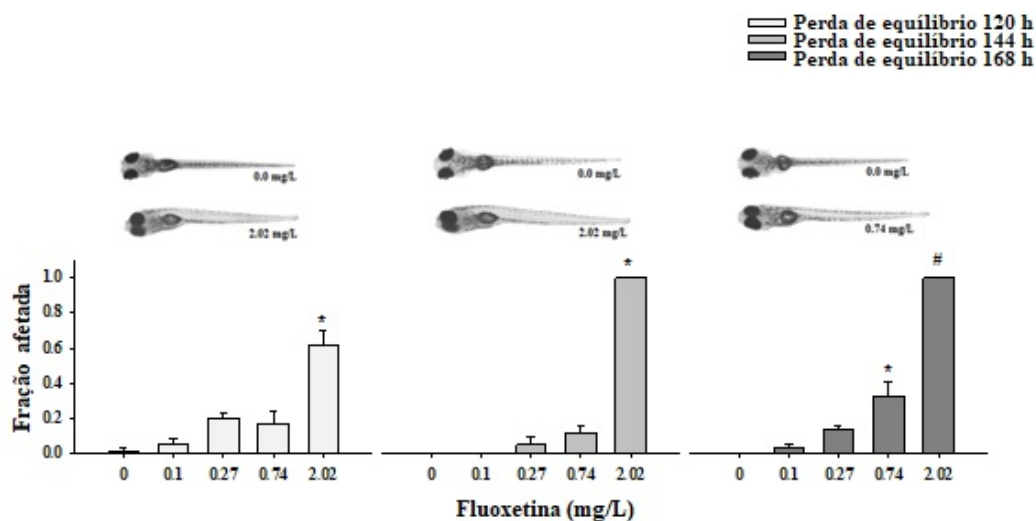 Perda de equilíbrio 120 h
Perda de equilíbrio 144 h
Perda de equilíbrio 168 h
0.0 mg/L
0.0 mg/L
0.0 mg/L
2.02 mg/L
2.02 mg/L
0.74 mg/L
* #
1.0
0.8
*
0.6
0.4
*
0.2
0.0
Fração afetada
0 0.1 0.27 0.74 2.02 0 0.1 0.27 0.74 2.02 0 0.1 0.27 0.74 2.02
Fluoxetina (mg/L)